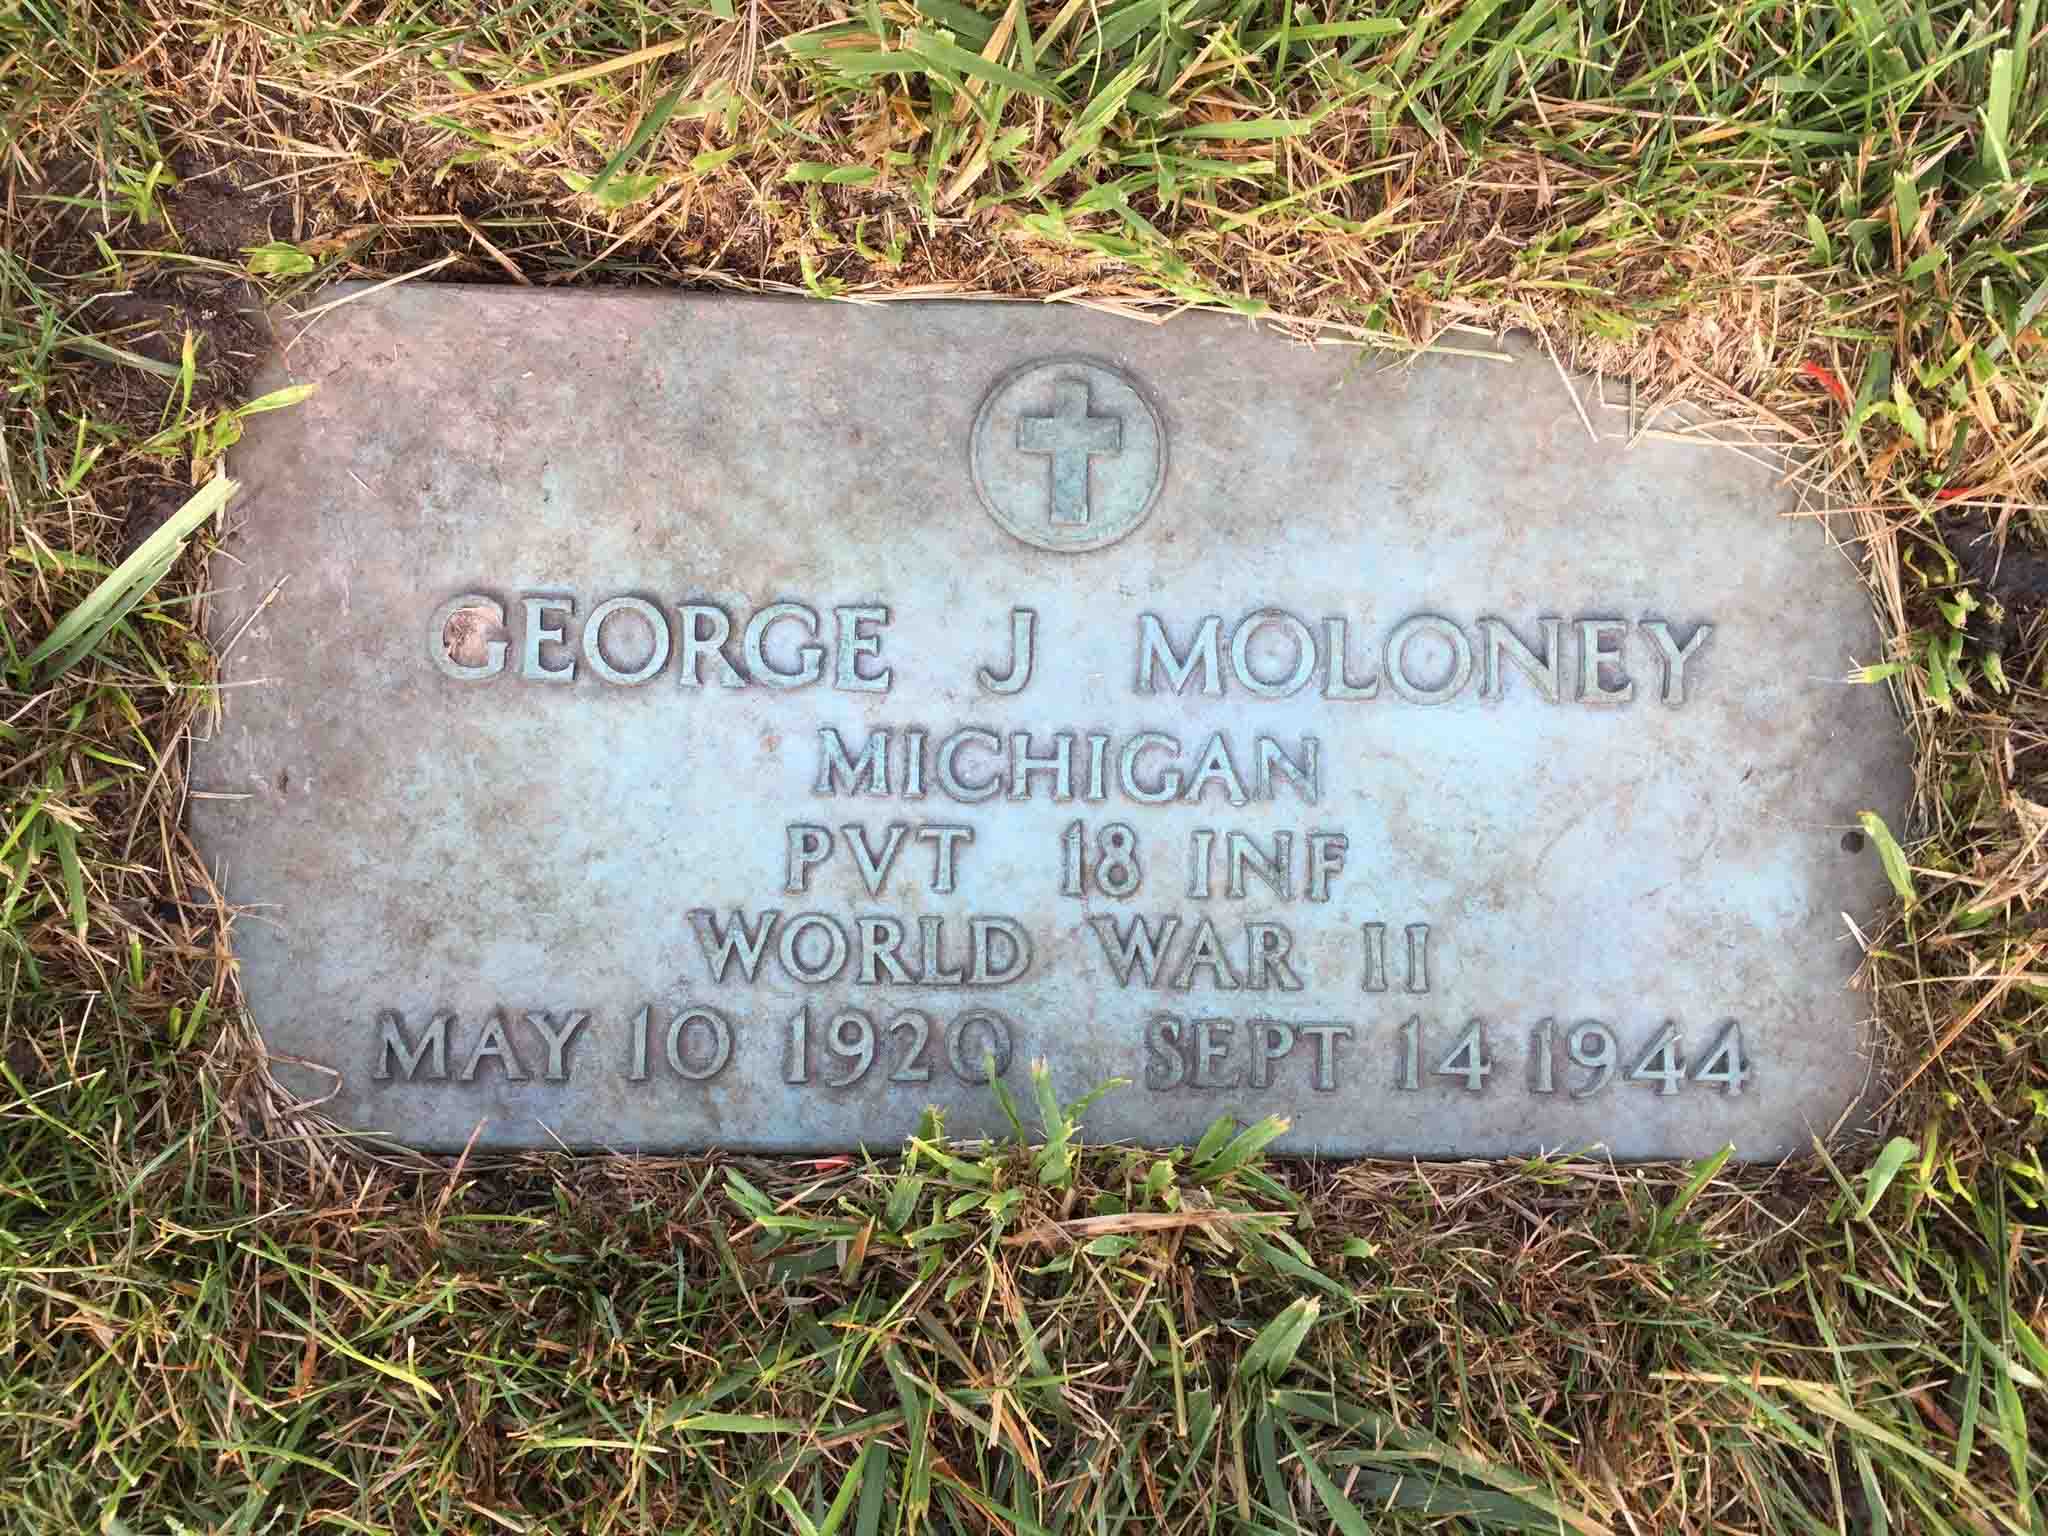 GEORGE J MOLONEY
MICHIGAN
PVT 18 INF
WORLD WAR II
MAY 10 1920 SEPT 14 1944